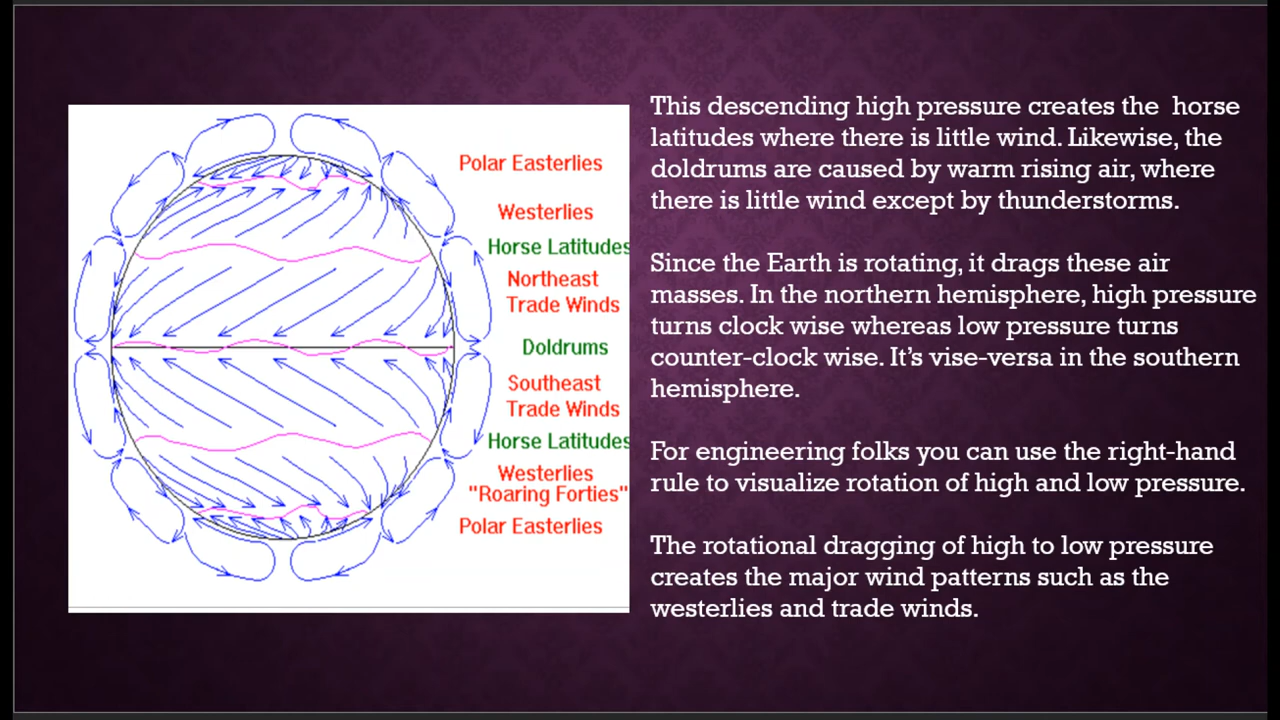 Polar Easterlies
Westerlies
Horse Latitudes
Northeast
Trade Winds
Doldrums
Southeast
Trade Winds
Horse Latitudes
Westerlies
"Roaring Forties"
Polar Easterlies
This descending high pressure creates the horse
latitudes where there is little wind. Likewise, the
doldrums are caused by warm rising air, where
there is little wind except by thunderstorms.
Since the Earth is rotating, it drags these air
masses. In the northern hemisphere, high pressure
turns clock wise whereas low pressure turns
counter-clock wise. It's vise-versa in the southern
hemisphere.
For engineering folks you can use the right-hand
rule to visualize rotation of high and low pressure.
The rotational dragging of high to low pressure
creates the major wind patterns such as the
westerlies and trade winds.